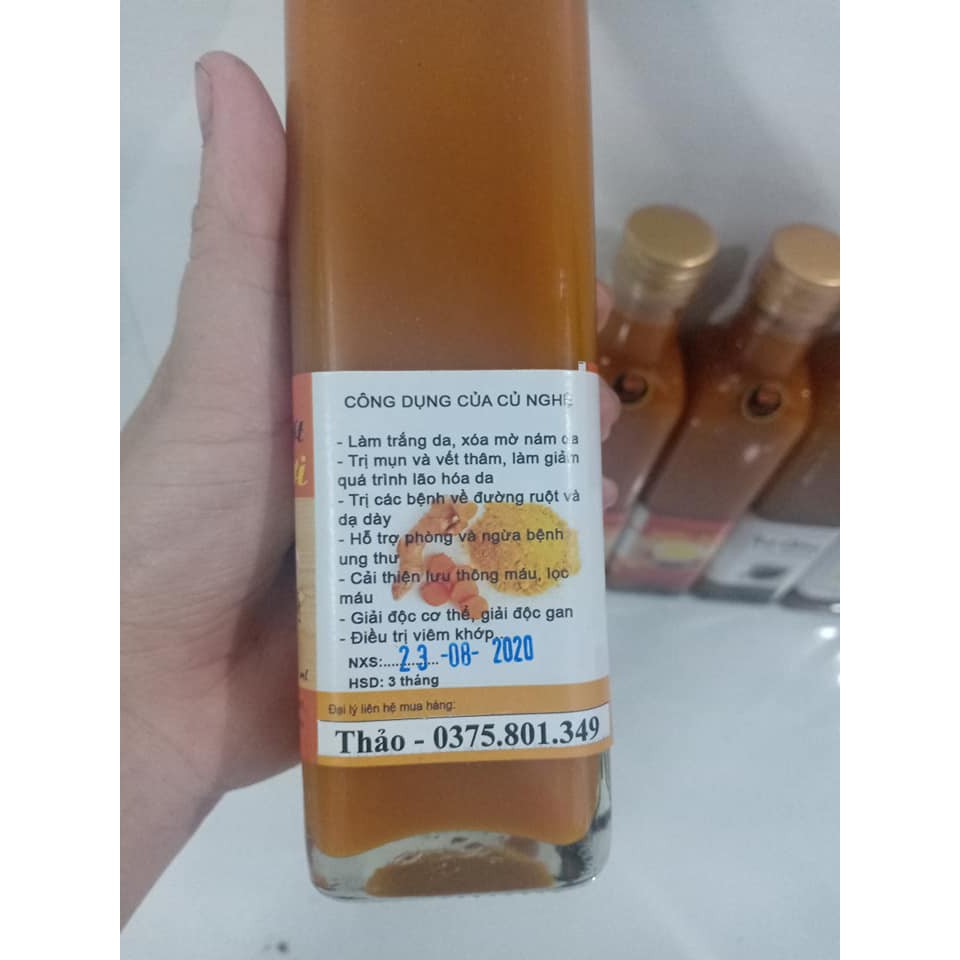 CÔNG DỤNG CỦA CỦ NGHỆ
- Làm trắng da, xóa mờ nám da
- Trị mụn và vết thâm, làm giảm
quá trình lão hóa da
- Trị các bệnh về đường ruột và
dạ dày
- Hỗ trợ phòng và ngừa bệnh
ung thư
- Cải thiện lưu thông máu, lọc
máu
- Giải độc cơ thể, giải độc gan
- Điều trị viêm khớp...
NXS:............. 23 -08- 2020
HSD: 3 tháng
Đại lý liên hệ mua hàng:
Thảo - 0375.801.349